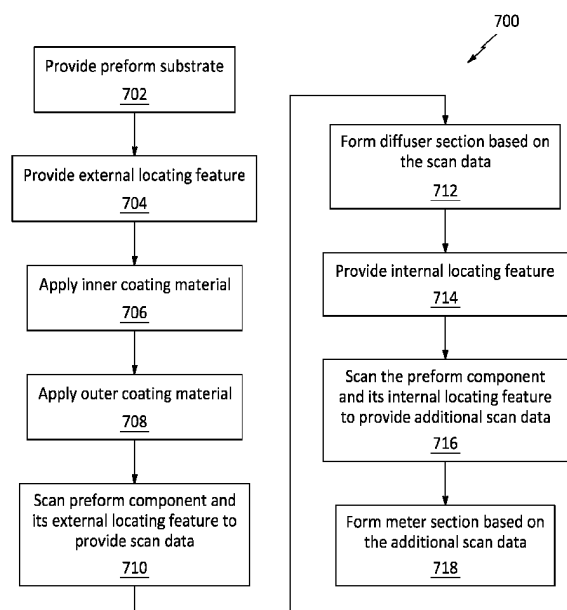 700
Provide preform substrate
702
Provide external locating feature
704
Apply inner coating material
706
Apply outer coating material
708
Scan preform component and
its external locating feature to
provide scan data
710
Form diffuser section based on
the scan data
712
Provide internal locating feature
714
Scan the preform component
and its internal locating feature
to provide additional scan data
716
Form meter section based on
the additional scan data
718